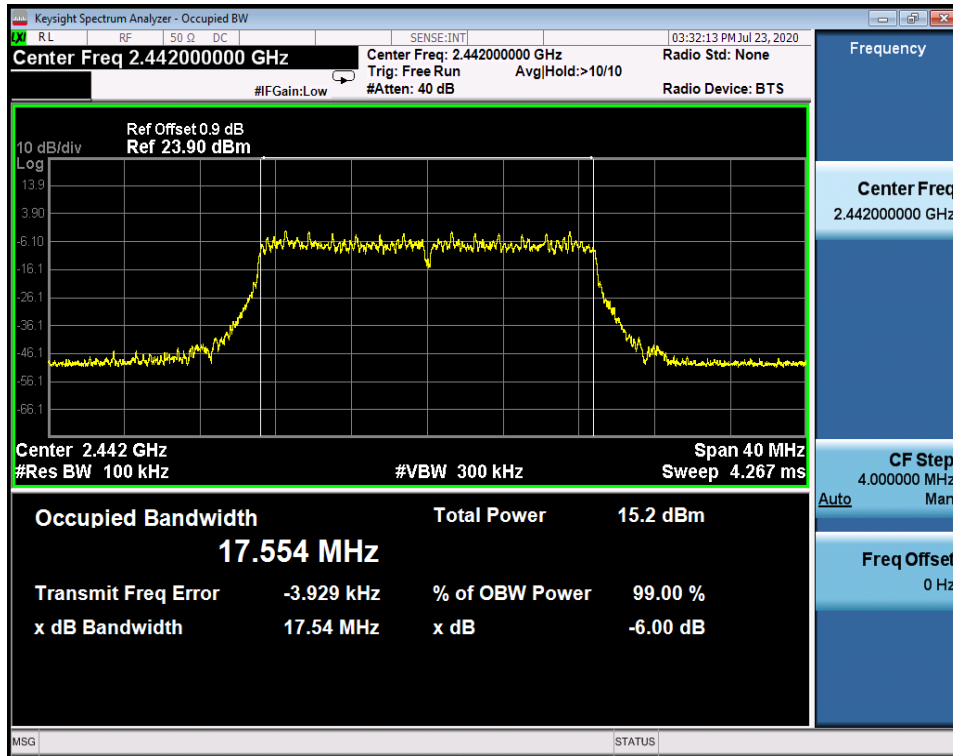 Keysight Spectrum Analyzer - Occupied BW
LXI RL RF 50 Ω DC SENSE:INT 03:32:13 PM Jul 23, 2020
Center Freq 2.442000000 GHz
Center Freq: 2.442000000 GHz Radio Std: None
Trig: Free Run Avg|Hold:>10/10
#IFGain:Low #Atten: 40 dB Radio Device: BTS
Ref Offset 0.9 dB
10 dB/div Ref 23.90 dBm
Log
13.9
3.90
-6.10
-16.1
-26.1
-36.1
-46.1
-56.1
-66.1
Center 2.442 GHz Span 40 MHz
#Res BW 100 kHz #VBW 300 kHz Sweep 4.267 ms
Occupied Bandwidth Total Power 15.2 dBm
17.554 MHz
Transmit Freq Error -3.929 kHz % of OBW Power 99.00 %
x dB Bandwidth 17.54 MHz x dB -6.00 dB
MSG STATUS
Frequency
Center Freq
2.442000000 GHz
CF Step
4.000000 MHz
Auto Man
Freq Offset
0 Hz